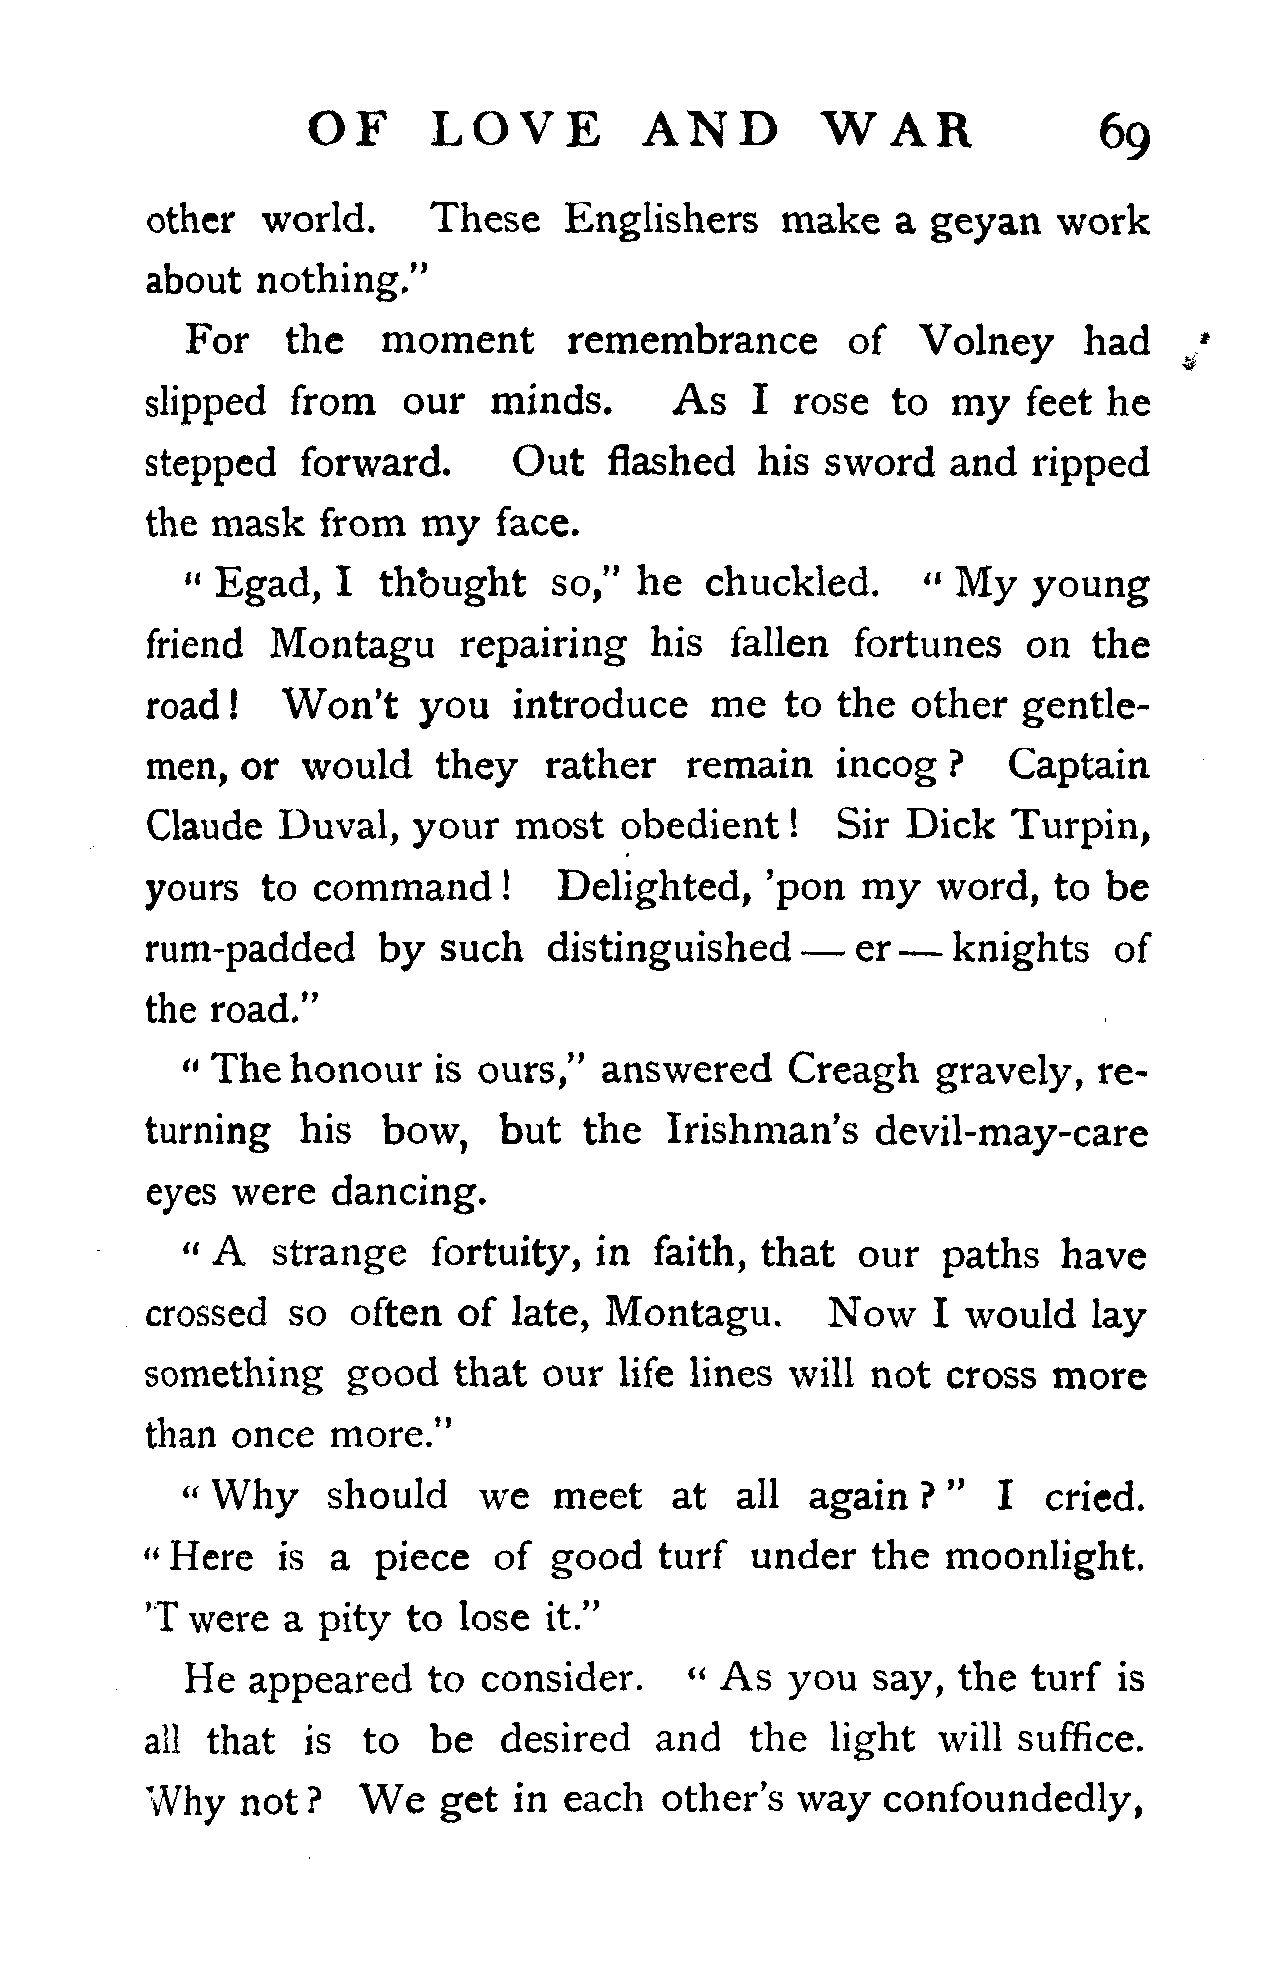 OF LOVE AND WAR 69
other world. These Englishers make a geyan work
about nothing."
For the moment remembrance of Volney had
slipped from our minds. As I rose to my feet he
stepped forward. Out flashed his sword and ripped
the mask from my face.
"Egad, I thought so," he chuckled. "My young
friend Montagu repairing his fallen fortunes on the
road! Won't you introduce me to the other gentle-
men, or would they rather remain incog? Captain
Claude Duval, your most obedient! Sir Dick Turpin,
yours to command! Delighted, 'pon my word, to be
rum-padded by such distinguished — er — knights of
the road."
"The honour is ours," answered Creagh gravely, re-
turning his bow, but the Irishman's devil-may-care
eyes were dancing.
"A strange fortuity, in faith, that our paths have
crossed so often of late, Montagu. Now I would lay
something good that our life lines will not cross more
than once more."
"Why should we meet at all again?" I cried.
"Here is a piece of good turf under the moonlight.
'T were a pity to lose it."
He appeared to consider. "As you say, the turf is
all that is to be desired and the light will suffice.
Why not? We get in each other's way confoundedly,